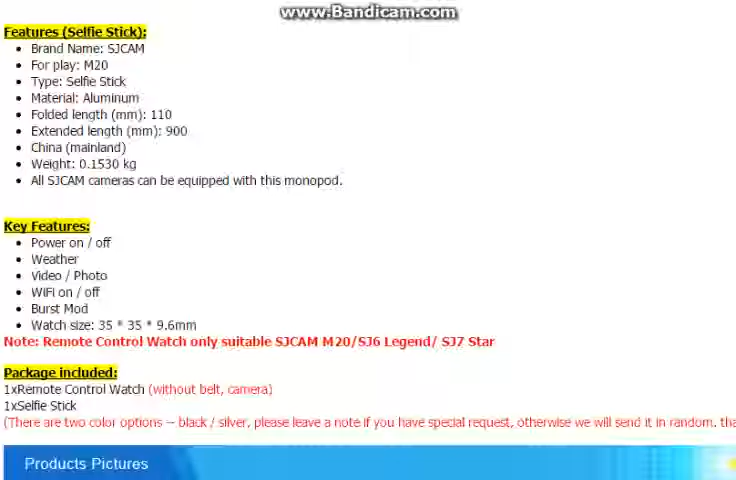 www.Bandicam.com
Features (Selfie Stick):
Brand Name: SJCAM
For play: M20
Type: Selfie Stick
Material: Aluminum
Folded length (mm): 110
Extended length (mm): 900
China (mainland)
Weight: 0.1530 kg
All SJCAM cameras can be equipped with this monopod.
Key Features:
Power on / off
Weather
Video / Photo
WiFi on / off
Burst Mod
Watch size: 35 * 35 * 9.6mm
Note: Remote Control Watch only suitable SJCAM M20/SJ6 Legend/ SJ7 Star
Package included:
1xRemote Control Watch (without belt, camera)
1xSelfie Stick
(There are two color options -- black / silver, please leave a note if you have special request, otherwise we will send it in random. tha
Products Pictures